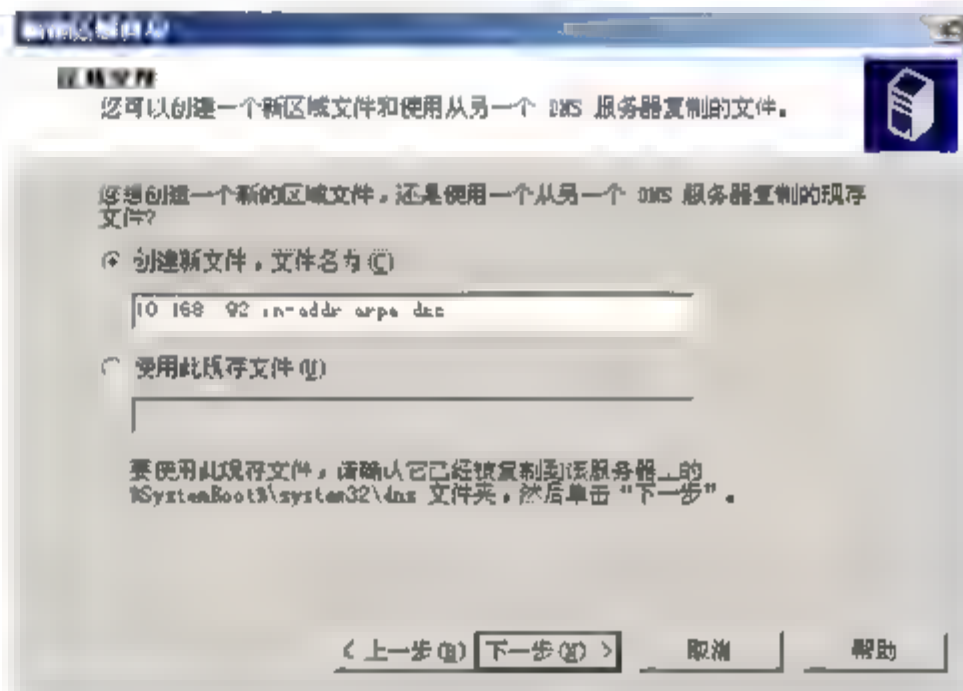 区域文件
您可以创建一个新区域文件和使用从另一个 DNS 服务器复制的文件。
您想创建一个新的区域文件，还是使用一个从另一个 DNS 服务器复制的现存
文件?
创建新文件，文件名为(C)
10 168 92 in-addr arpa dns
使用此现存文件(U)
要使用此现存文件，请确认它已经被复制到该服务器上的
%SystemRoot%\system32\dns 文件夹，然后单击“下一步”。
< 上一步(B) 下一步(N) > 取消 帮助